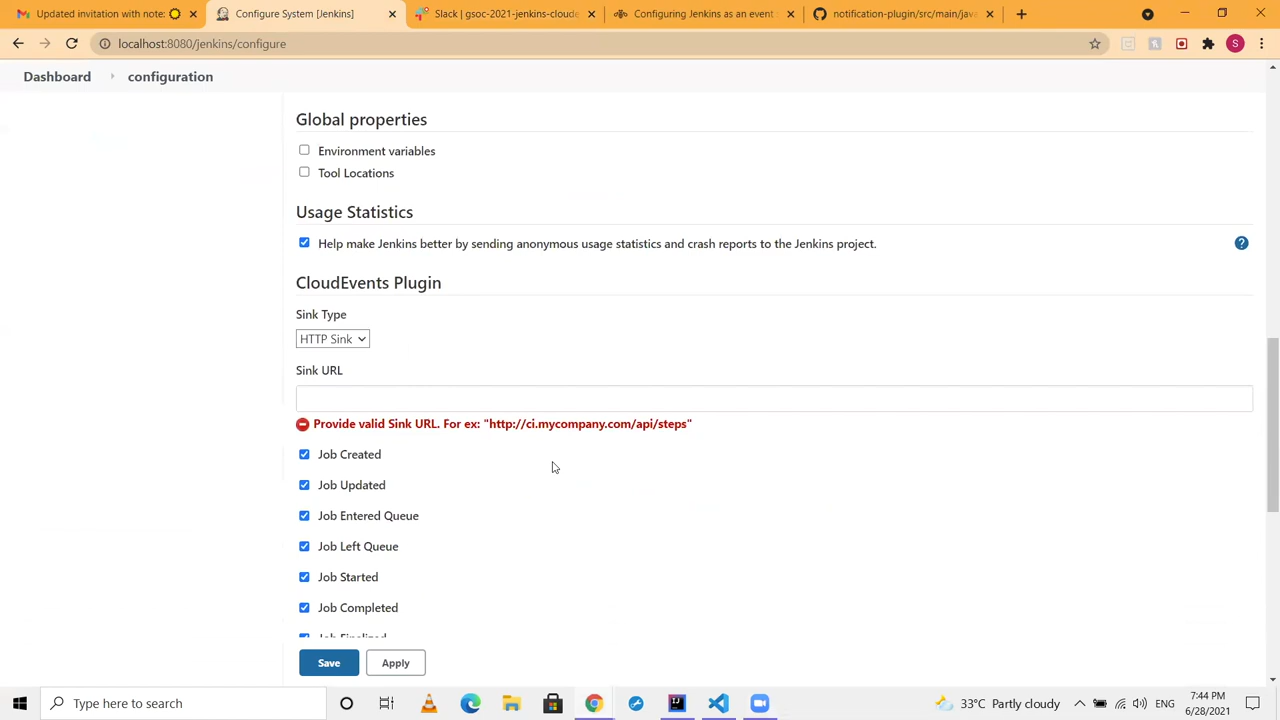 Updated invitation with note:
Configure System [Jenkins]
Slack | gsoc-2021-jenkins-cloude
Configuring Jenkins as an event
notification-plugin/src/main/java
localhost:8080/jenkins/configure
S
Dashboard
configuration
Global properties
Environment variables
Tool Locations
Usage Statistics
Help make Jenkins better by sending anonymous usage statistics and crash reports to the Jenkins project.
?
CloudEvents Plugin
Sink Type
HTTP Sink
Sink URL
Provide valid Sink URL. For ex: "http://ci.mycompany.com/api/steps"
Job Created
Job Updated
Job Entered Queue
Job Left Queue
Job Started
Job Completed
Job Finalized
Save
Apply
Type here to search
33°C Partly cloudy
ENG
7:44 PM
6/28/2021